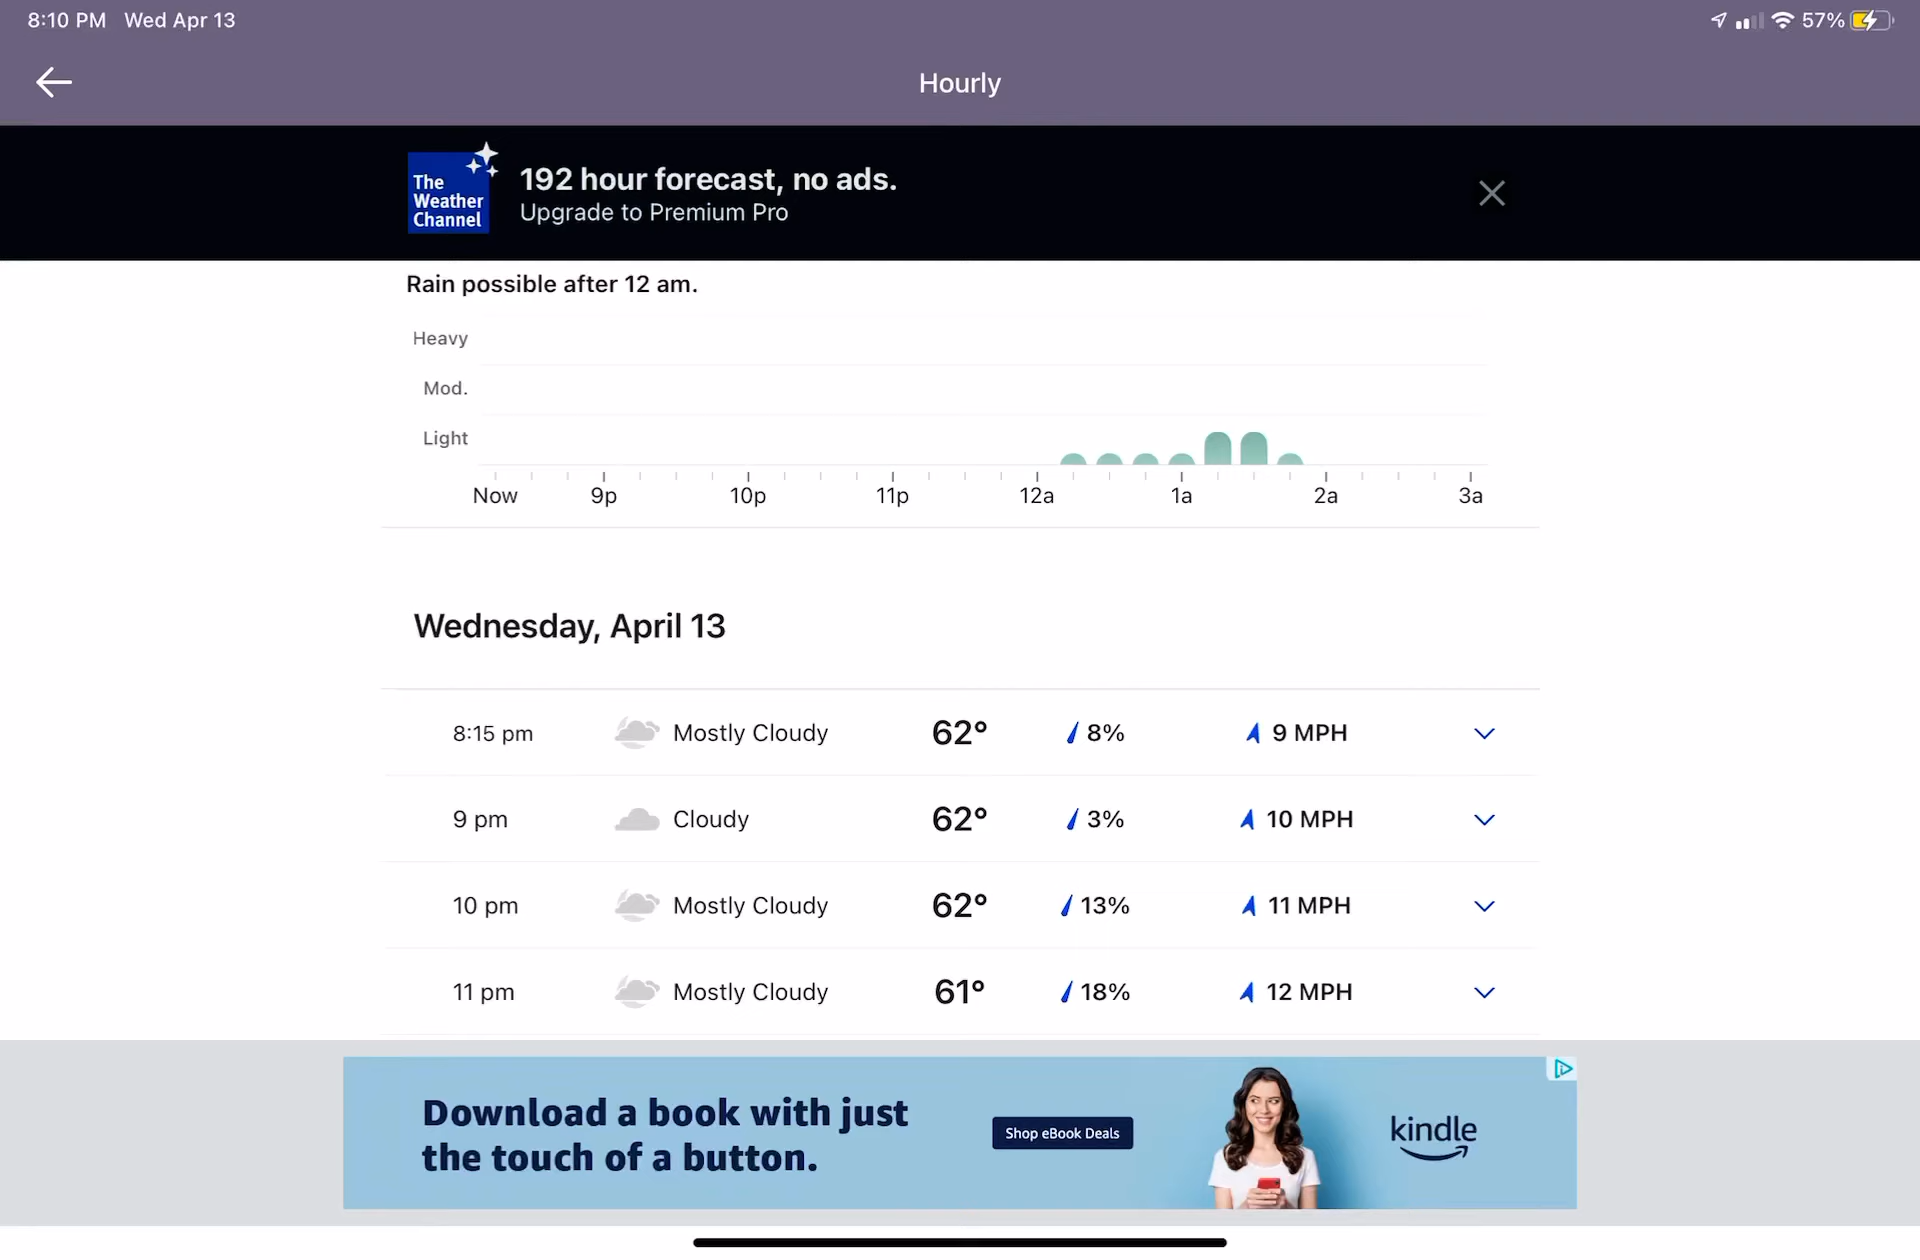 8:10 PM Wed Apr 13
57%
Hourly
The
Weather
Channel
192 hour forecast, no ads.
Upgrade to Premium Pro
Rain possible after 12 am.
Heavy
Mod.
Light
Now 9p 10p 11p 12a 1a 2a 3a
Wednesday, April 13
8:15 pm Mostly Cloudy 62° 8% 9 MPH
9 pm Cloudy 62° 3% 10 MPH
10 pm Mostly Cloudy 62° 13% 11 MPH
11 pm Mostly Cloudy 61° 18% 12 MPH
Download a book with just
the touch of a button.
Shop eBook Deals
kindle